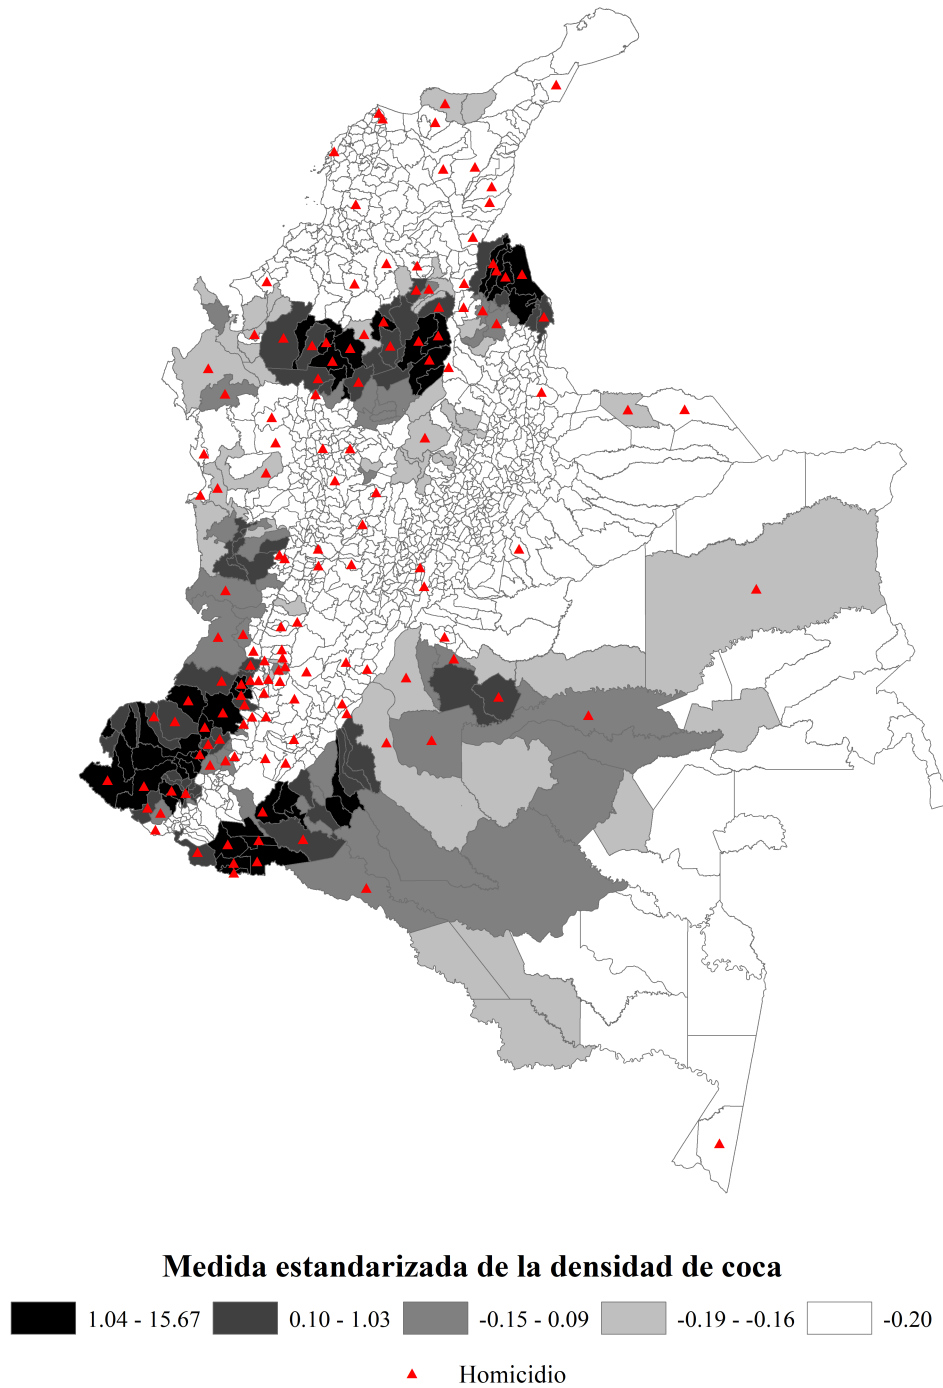 Medida estandarizada de la densidad de coca
1.04 - 15.67 0.10 - 1.03 -0.15 - 0.09 -0.19 - -0.16 -0.20
Homicidio